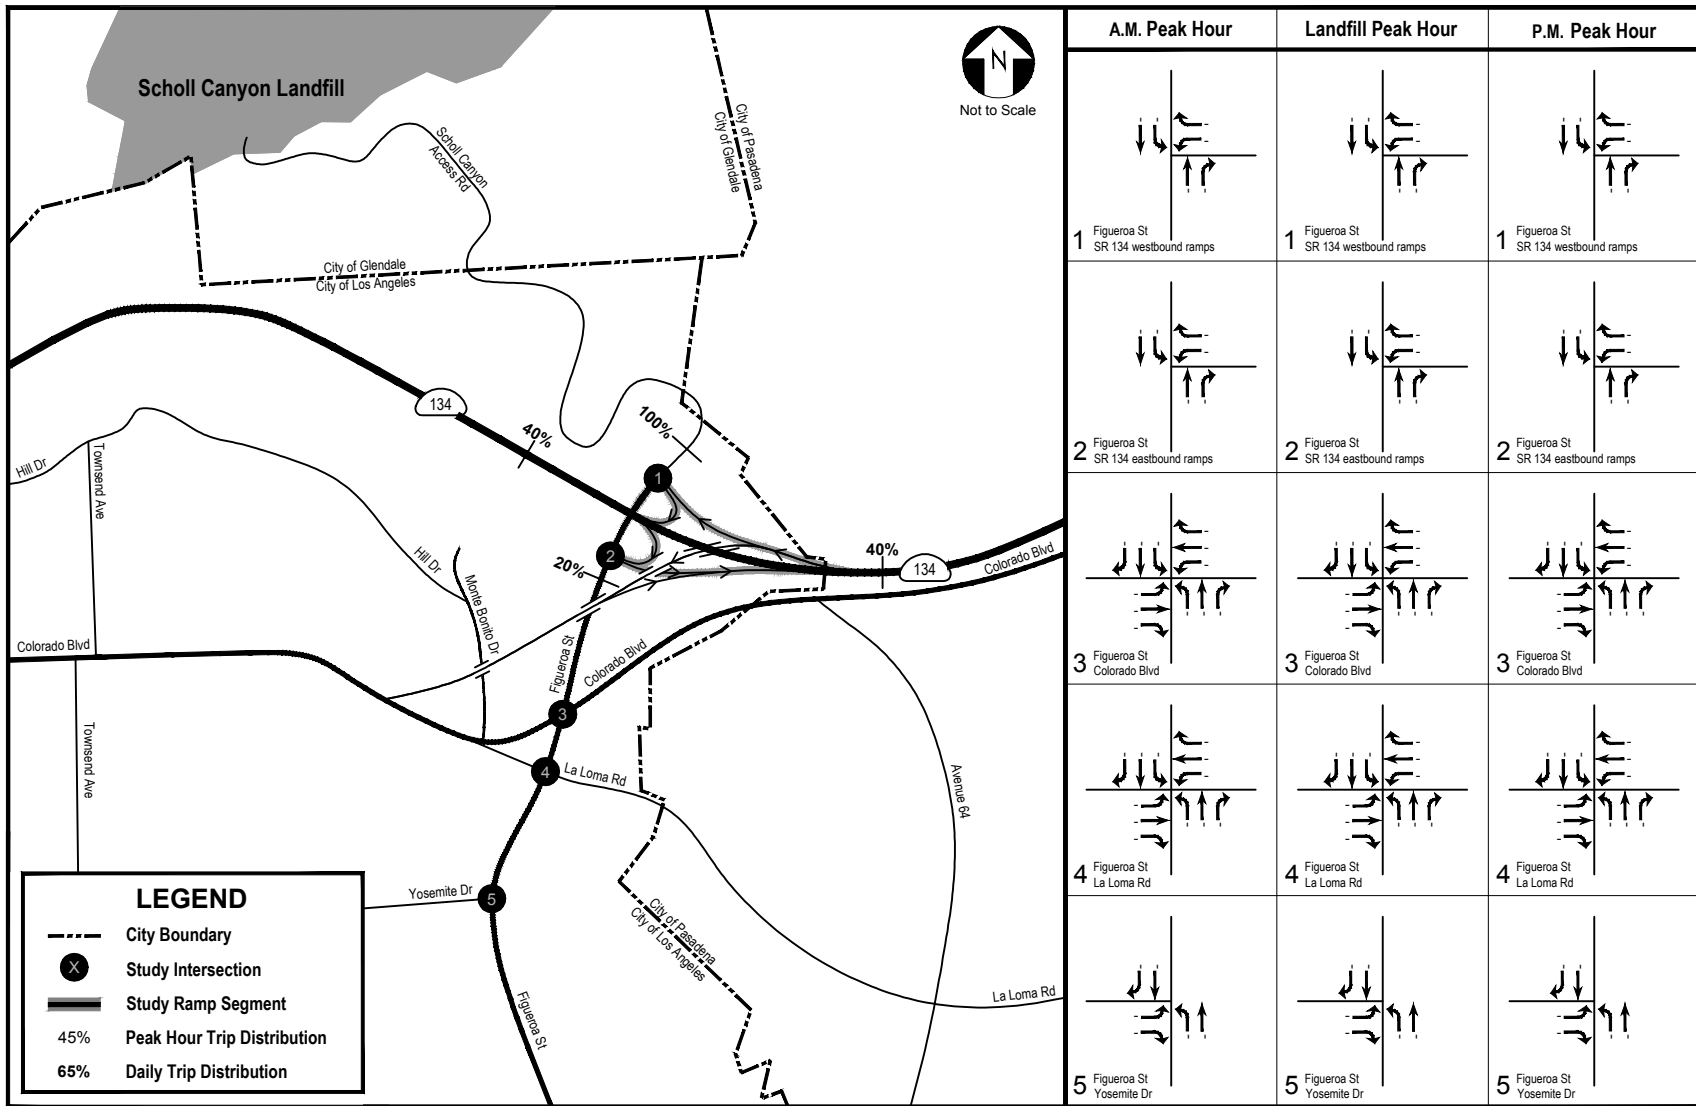 Scholl Canyon Landfill
N
Not to Scale
City of Pasadena
City of Glendale
Scholl Canyon
Access Rd
City of Glendale
City of Los Angeles
134
40%
100%
1
2
20%
40%
134
Colorado Blvd
Hill Dr
Townsend Ave
Hill Dr
Monte Bonito Dr
Figueroa St
Colorado Blvd
Colorado Blvd
3
4
La Loma Rd
Townsend Ave
Avenue 64
Yosemite Dr
5
City of Pasadena
City of Los Angeles
La Loma Rd
Figueroa St
LEGEND
City Boundary
X
Study Intersection
Study Ramp Segment
45%
Peak Hour Trip Distribution
65%
Daily Trip Distribution
A.M. Peak Hour
Landfill Peak Hour
P.M. Peak Hour
1 Figueroa St
SR 134 westbound ramps
1 Figueroa St
SR 134 westbound ramps
1 Figueroa St
SR 134 westbound ramps
2 Figueroa St
SR 134 eastbound ramps
2 Figueroa St
SR 134 eastbound ramps
2 Figueroa St
SR 134 eastbound ramps
3 Figueroa St
Colorado Blvd
3 Figueroa St
Colorado Blvd
3 Figueroa St
Colorado Blvd
4 Figueroa St
La Loma Rd
4 Figueroa St
La Loma Rd
4 Figueroa St
La Loma Rd
5 Figueroa St
Yosemite Dr
5 Figueroa St
Yosemite Dr
5 Figueroa St
Yosemite Dr